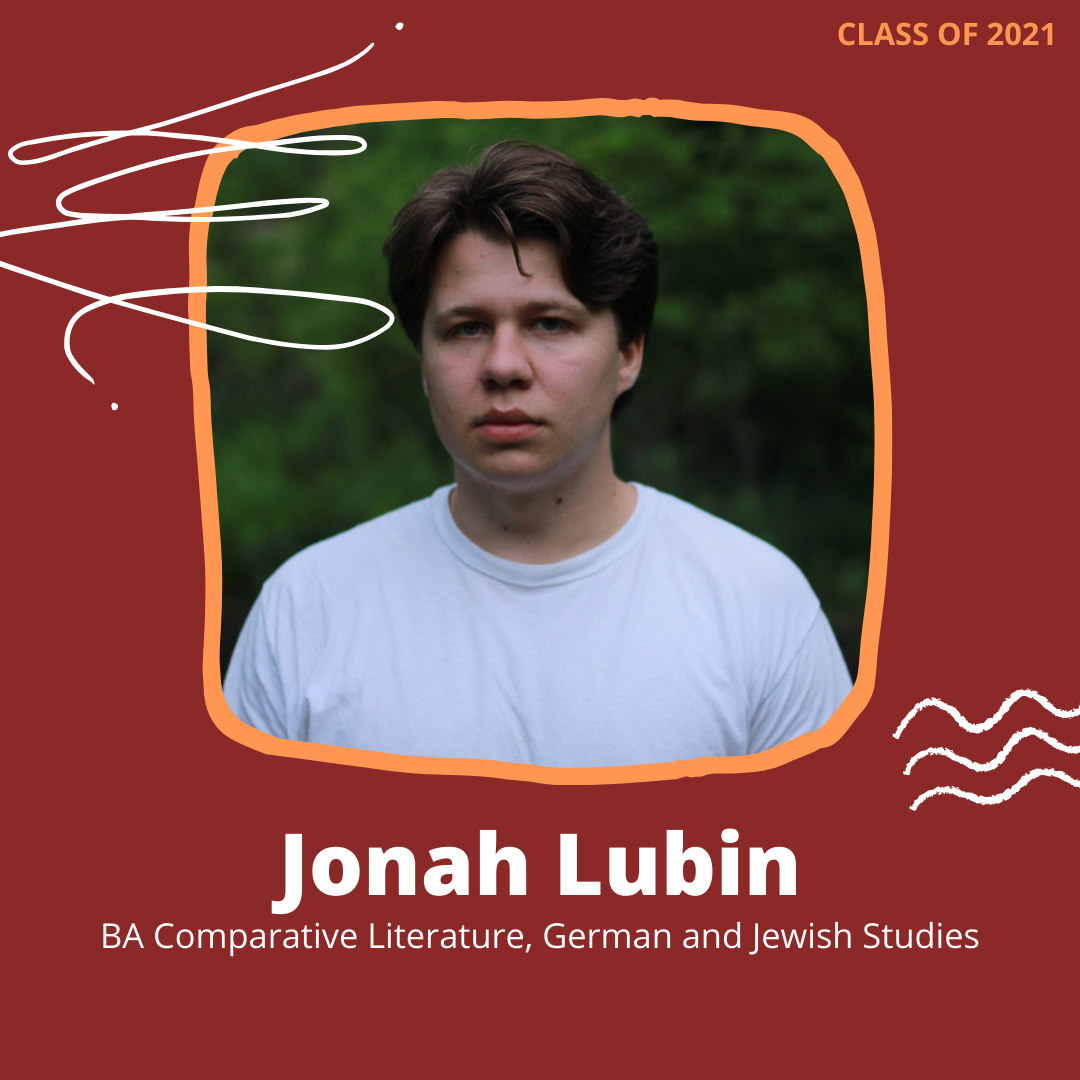 CLASS OF 2021
Jonah Lubin
BA Comparative Literature, German and Jewish Studies